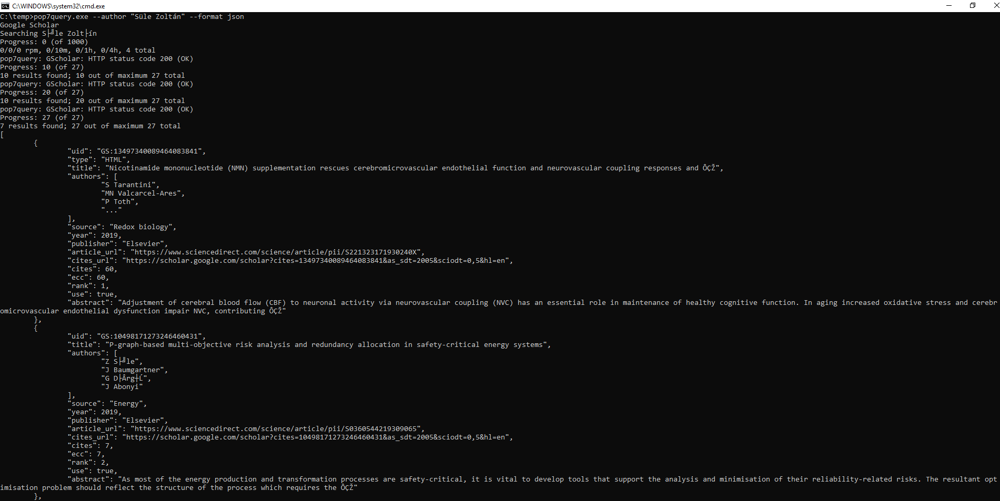 C:\WINDOWS\system32\cmd.exe
C:\temp>pop7query.exe --author "Süle Zoltán" --format json
Google Scholar
Searching S├╝le Zolt├ín
Progress: 0 (of 1000)
0/0/0 rpm, 0/10m, 0/1h, 0/4h, 4 total
pop7query: GScholar: HTTP status code 200 (OK)
Progress: 10 (of 27)
10 results found; 10 out of maximum 27 total
pop7query: GScholar: HTTP status code 200 (OK)
Progress: 20 (of 27)
10 results found; 20 out of maximum 27 total
pop7query: GScholar: HTTP status code 200 (OK)
Progress: 27 (of 27)
7 results found; 27 out of maximum 27 total
[
{
"uid": "GS:13497340089464083841",
"type": "HTML",
"title": "Nicotinamide mononucleotide (NMN) supplementation rescues cerebromicrovascular endothelial function and neurovascular coupling responses and ÔÇŽ",
"authors": [
"S Tarantini",
"MN Valcarcel-Ares",
"P Toth",
"..."
],
"source": "Redox biology",
"year": 2019,
"publisher": "Elsevier",
"article_url": "https://www.sciencedirect.com/science/article/pii/S221323171930240X",
"cites_url": "https://scholar.google.com/scholar?cites=13497340089464083841&as_sdt=2005&sciodt=0,5&hl=en",
"cites": 60,
"ecc": 60,
"rank": 1,
"use": true,
"abstract": "Adjustment of cerebral blood flow (CBF) to neuronal activity via neurovascular coupling (NVC) has an essential role in maintenance of healthy cognitive function. In aging increased oxidative stress and cerebr
omicrovascular endothelial dysfunction impair NVC, contributing ÔÇŽ"
},
{
"uid": "GS:10498171273246460431",
"title": "P-graph-based multi-objective risk analysis and redundancy allocation in safety-critical energy systems",
"authors": [
"Z S├╝le",
"J Baumgartner",
"G D├Ârg┼Ĺ",
"J Abonyi"
],
"source": "Energy",
"year": 2019,
"publisher": "Elsevier",
"article_url": "https://www.sciencedirect.com/science/article/pii/S0360544219309065",
"cites_url": "https://scholar.google.com/scholar?cites=10498171273246460431&as_sdt=2005&sciodt=0,5&hl=en",
"cites": 7,
"ecc": 7,
"rank": 2,
"use": true,
"abstract": "As most of the energy production and transformation processes are safety-critical, it is vital to develop tools that support the analysis and minimisation of their reliability-related risks. The resultant opt
imisation problem should reflect the structure of the process which requires the ÔÇŽ"
},